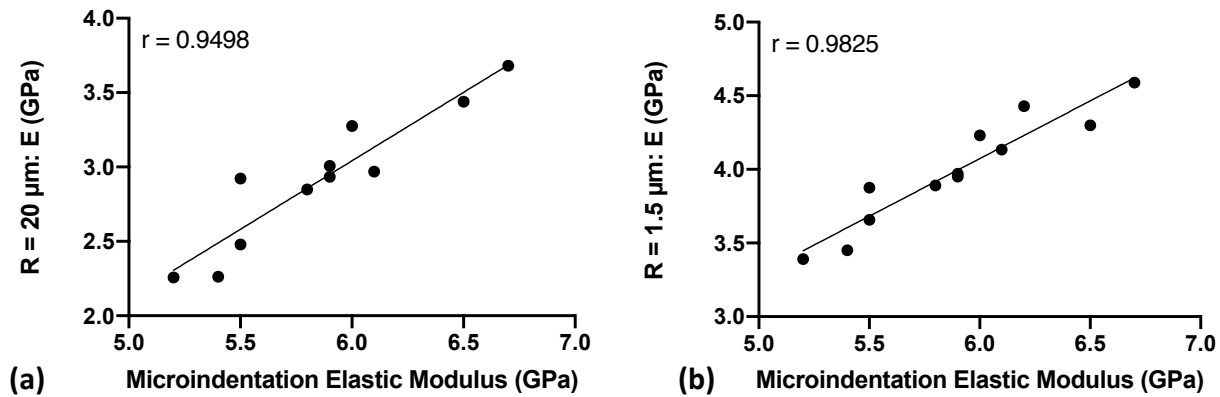 r = 0.9498
4.0
3.5
3.0
2.5
2.0
R = 20 µm: E (GPa)
5.0 5.5 6.0 6.5 7.0
(a) Microindentation Elastic Modulus (GPa)
r = 0.9825
5.0
4.5
4.0
3.5
3.0
R = 1.5 µm: E (GPa)
5.0 5.5 6.0 6.5 7.0
(b) Microindentation Elastic Modulus (GPa)